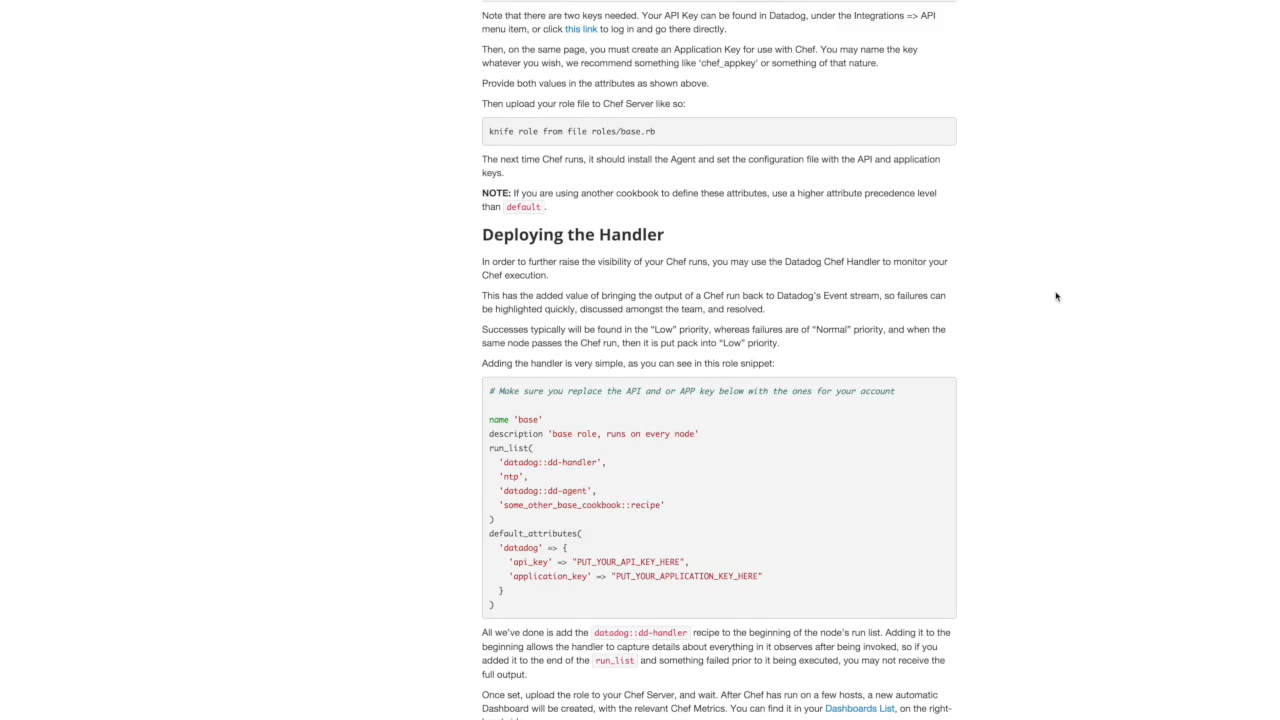 Note that there are two keys needed. Your API Key can be found in Datadog, under the Integrations => API
menu item, or click this link to log in and go there directly.
Then, on the same page, you must create an Application Key for use with Chef. You may name the key
whatever you wish, we recommend something like 'chef_appkey' or something of that nature.
Provide both values in the attributes as shown above.
Then upload your role file to Chef Server like so:
knife role from file roles/base.rb
The next time Chef runs, it should install the Agent and set the configuration file with the API and application
keys.
NOTE: If you are using another cookbook to define these attributes, use a higher attribute precedence level
than default.
Deploying the Handler
In order to further raise the visibility of your Chef runs, you may use the Datadog Chef Handler to monitor your
Chef execution.
This has the added value of bringing the output of a Chef run back to Datadog's Event stream, so failures can
be highlighted quickly, discussed amongst the team, and resolved.
Successes typically will be found in the “Low” priority, whereas failures are of “Normal” priority, and when the
same node passes the Chef run, then it is put pack into “Low” priority.
Adding the handler is very simple, as you can see in this role snippet:
# Make sure you replace the API and or APP key below with the ones for your account
name 'base'
description 'base role, runs on every node'
run_list(
'datadog::dd-handler',
'ntp',
'datadog::dd-agent',
'some_other_base_cookbook::recipe'
)
default_attributes(
'datadog' => {
'api_key' => "PUT_YOUR_API_KEY_HERE",
'application_key' => "PUT_YOUR_APPLICATION_KEY_HERE"
}
)
All we've done is add the datadog::dd-handler recipe to the beginning of the node's run list. Adding it to the
beginning allows the handler to capture details about everything in it observes after being invoked, so if you
added it to the end of the run_list and something failed prior to it being executed, you may not receive the
full output.
Once set, upload the role to your Chef Server, and wait. After Chef has run on a few hosts, a new automatic
Dashboard will be created, with the relevant Chef Metrics. You can find it in your Dashboards List, on the right-